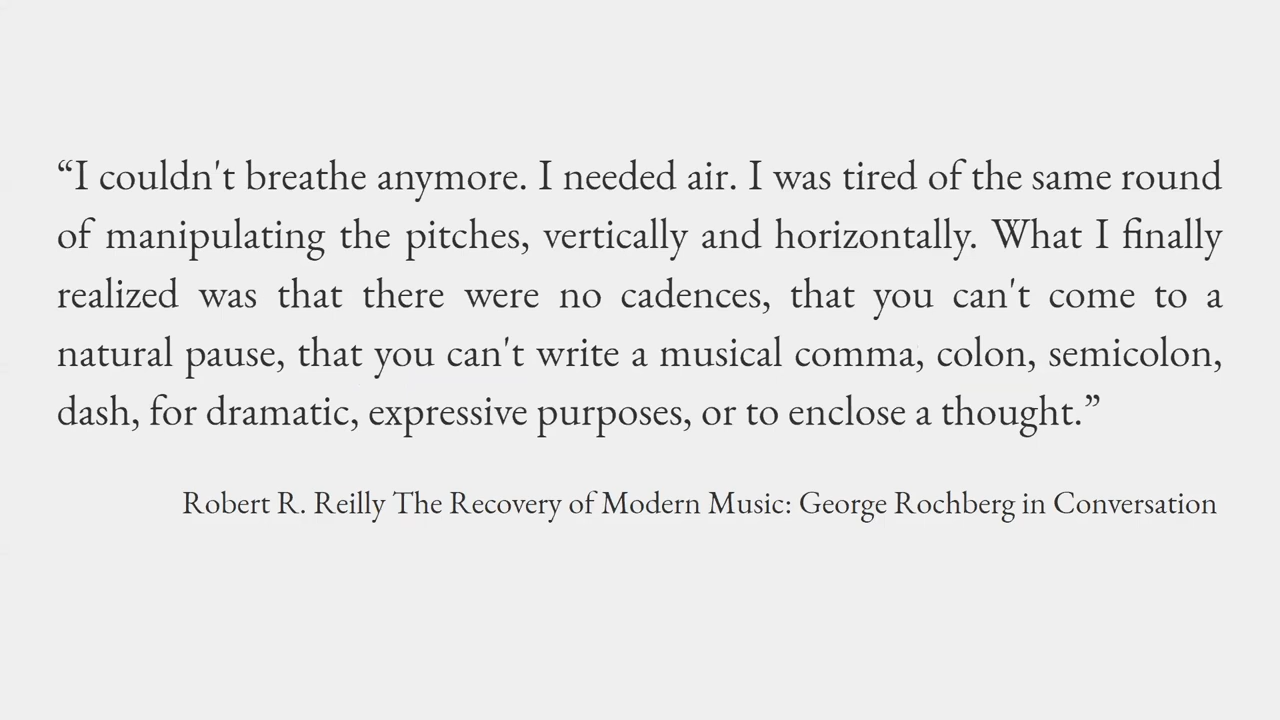 “I couldn't breathe anymore. I needed air. I was tired of the same round
of manipulating the pitches, vertically and horizontally. What I finally
realized was that there were no cadences, that you can't come to a
natural pause, that you can't write a musical comma, colon, semicolon,
dash, for dramatic, expressive purposes, or to enclose a thought.”
Robert R. Reilly The Recovery of Modern Music: George Rochberg in Conversation